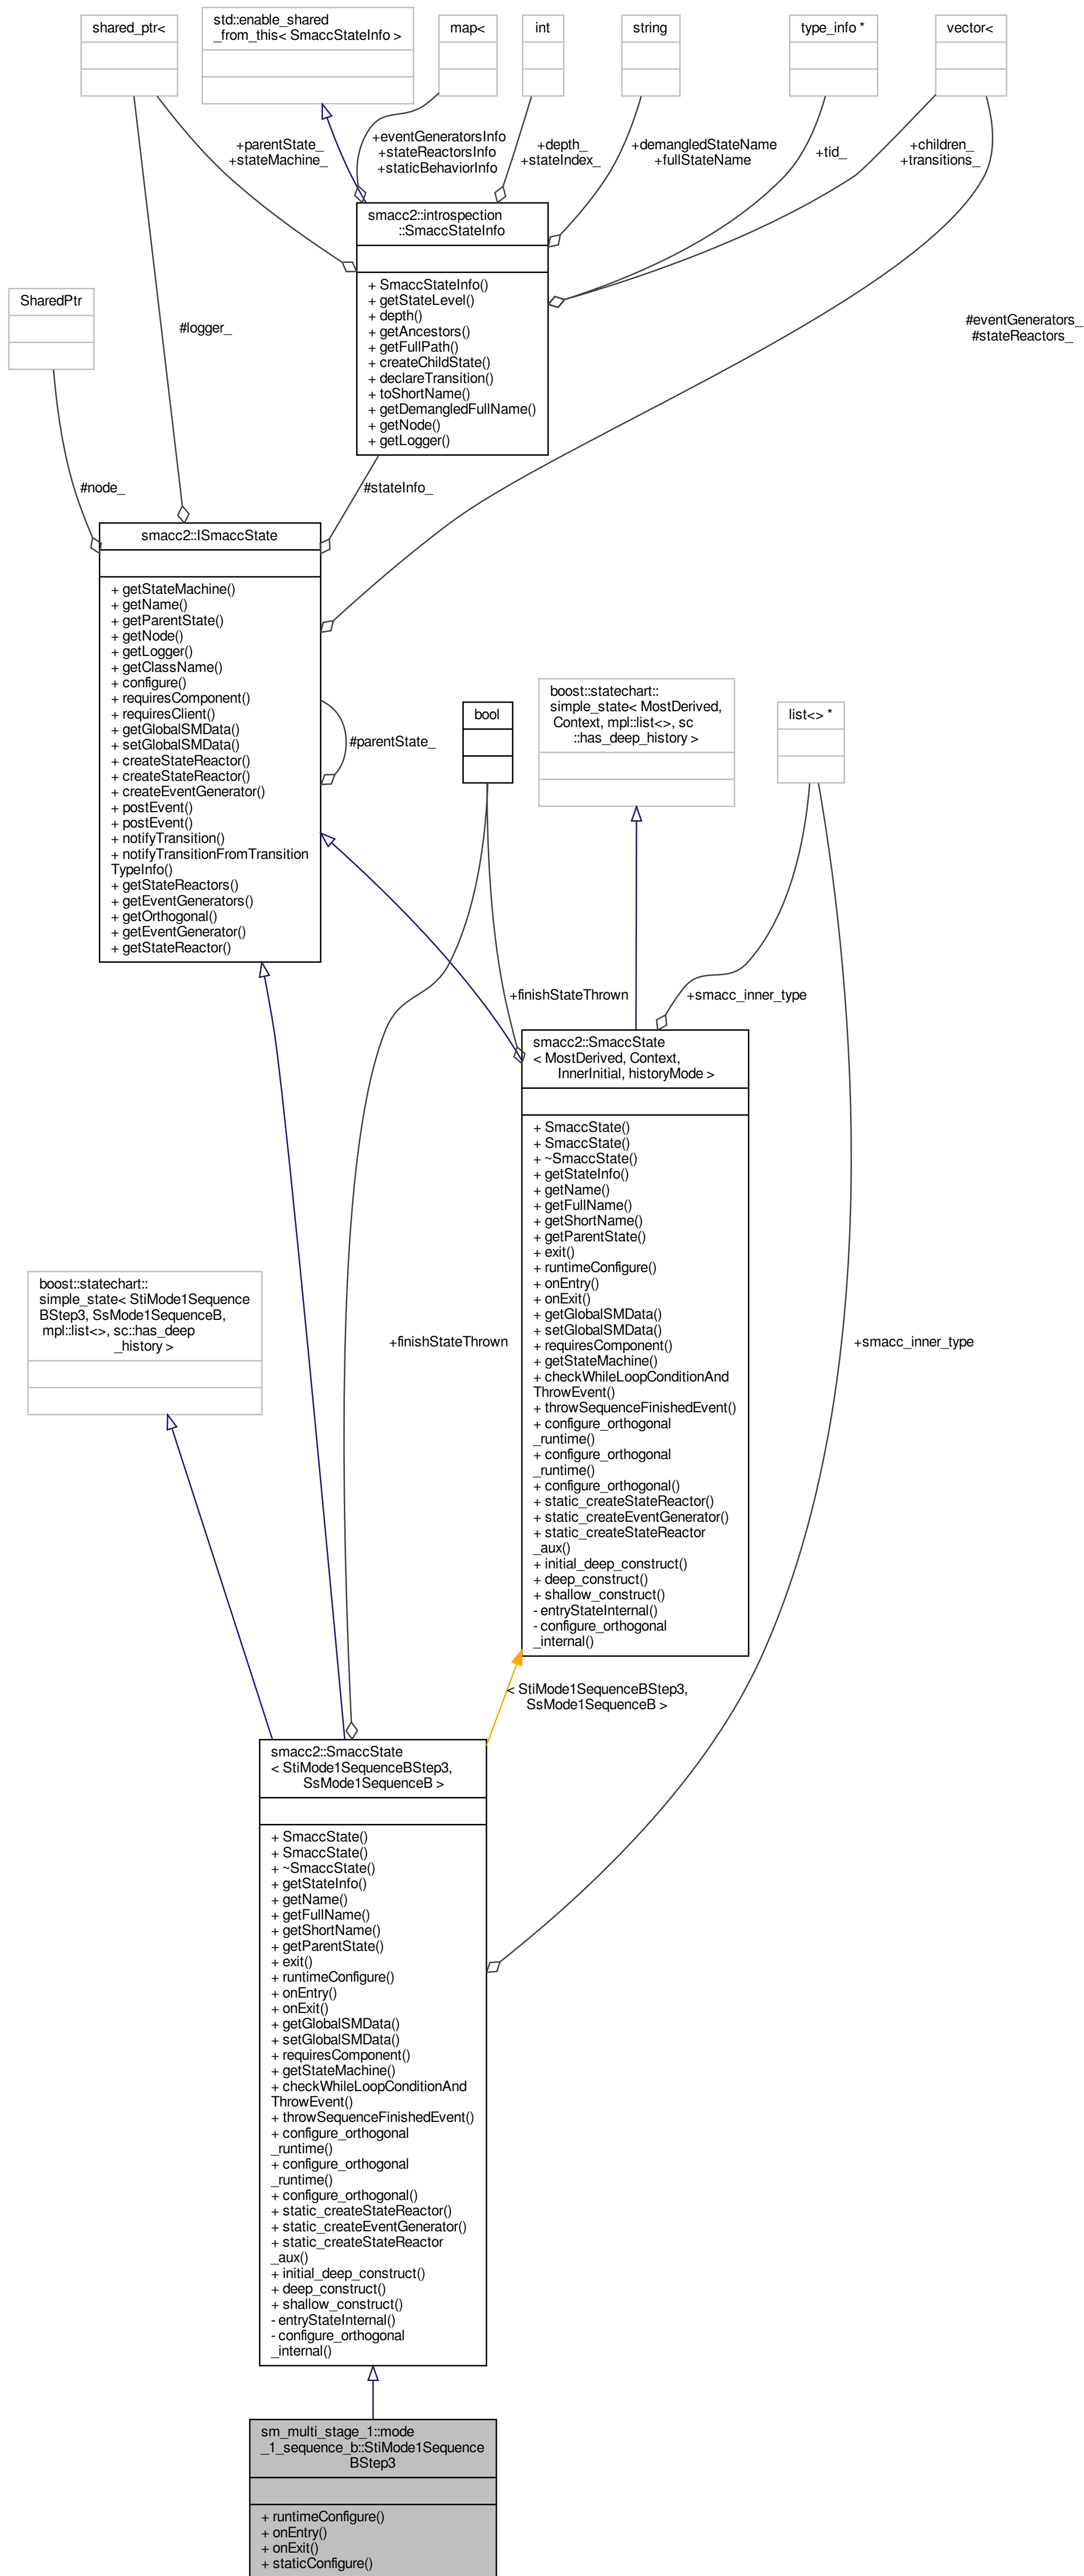 shared_ptr<
std::enable_shared
_from_this< SmaccStateInfo >
map<
int
string
type_info *
vector<
+parentState_
+stateMachine_
+eventGeneratorsInfo
+stateReactorsInfo
+staticBehaviorInfo
+depth_
+stateIndex_
+demangledStateName
+fullStateName
+tid_
+children_
+transitions_
smacc2::introspection
::SmaccStateInfo
+ SmaccStateInfo()
+ getStateLevel()
+ depth()
+ getAncestors()
+ getFullPath()
+ createChildState()
+ declareTransition()
+ toShortName()
+ getDemangledFullName()
+ getNode()
+ getLogger()
SharedPtr
#logger_
#eventGenerators_
#stateReactors_
#node_
#stateInfo_
smacc2::ISmaccState
+ getStateMachine()
+ getName()
+ getParentState()
+ getNode()
+ getLogger()
+ getClassName()
+ configure()
+ requiresComponent()
+ requiresClient()
+ getGlobalSMData()
+ setGlobalSMData()
+ createStateReactor()
+ createStateReactor()
+ createEventGenerator()
+ postEvent()
+ postEvent()
+ notifyTransition()
+ notifyTransitionFromTransition
TypeInfo()
+ getStateReactors()
+ getEventGenerators()
+ getOrthogonal()
+ getEventGenerator()
+ getStateReactor()
#parentState_
bool
boost::statechart::
simple_state< MostDerived,
Context, mpl::list<>, sc
::has_deep_history >
list<> *
+finishStateThrown
+smacc_inner_type
smacc2::SmaccState
< MostDerived, Context,
InnerInitial, historyMode >
+ SmaccState()
+ SmaccState()
+ ~SmaccState()
+ getStateInfo()
+ getName()
+ getFullName()
+ getShortName()
+ getParentState()
+ exit()
+ runtimeConfigure()
+ onEntry()
+ onExit()
+ getGlobalSMData()
+ setGlobalSMData()
+ requiresComponent()
+ getStateMachine()
+ checkWhileLoopConditionAnd
ThrowEvent()
+ throwSequenceFinishedEvent()
+ configure_orthogonal
_runtime()
+ configure_orthogonal
_runtime()
+ configure_orthogonal()
+ static_createStateReactor()
+ static_createEventGenerator()
+ static_createStateReactor
_aux()
+ initial_deep_construct()
+ deep_construct()
+ shallow_construct()
- entryStateInternal()
- configure_orthogonal
_internal()
boost::statechart::
simple_state< StiMode1Sequence
BStep3, SsMode1SequenceB,
mpl::list<>, sc::has_deep
_history >
+finishStateThrown
+smacc_inner_type
< StiMode1SequenceBStep3,
SsMode1SequenceB >
smacc2::SmaccState
< StiMode1SequenceBStep3,
SsMode1SequenceB >
+ SmaccState()
+ SmaccState()
+ ~SmaccState()
+ getStateInfo()
+ getName()
+ getFullName()
+ getShortName()
+ getParentState()
+ exit()
+ runtimeConfigure()
+ onEntry()
+ onExit()
+ getGlobalSMData()
+ setGlobalSMData()
+ requiresComponent()
+ getStateMachine()
+ checkWhileLoopConditionAnd
ThrowEvent()
+ throwSequenceFinishedEvent()
+ configure_orthogonal
_runtime()
+ configure_orthogonal
_runtime()
+ configure_orthogonal()
+ static_createStateReactor()
+ static_createEventGenerator()
+ static_createStateReactor
_aux()
+ initial_deep_construct()
+ deep_construct()
+ shallow_construct()
- entryStateInternal()
- configure_orthogonal
_internal()
sm_multi_stage_1::mode
_1_sequence_b::StiMode1Sequence
BStep3
+ runtimeConfigure()
+ onEntry()
+ onExit()
+ staticConfigure()